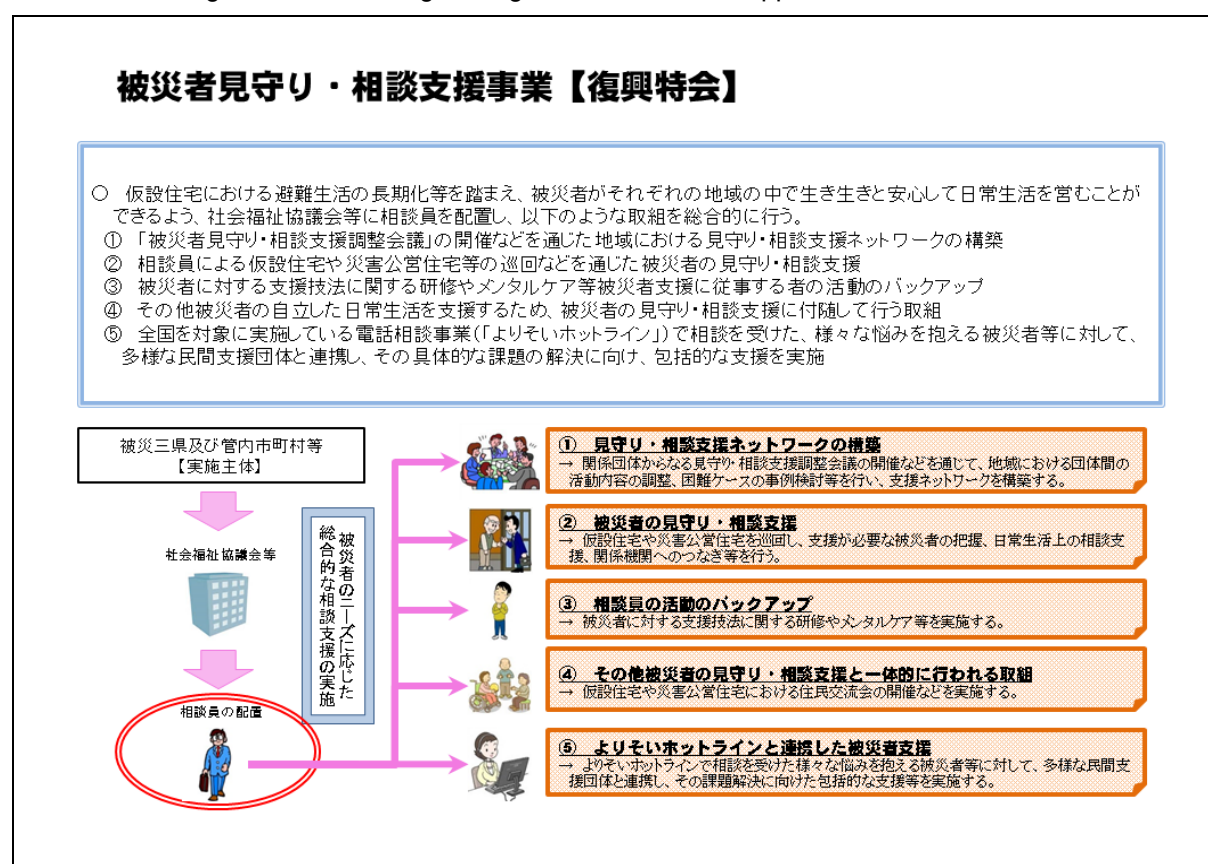 被災者見守り・相談支援事業【復興特会】
○ 仮設住宅における避難生活の長期化等を踏まえ、被災者がそれぞれの地域の中で生き生きと安心して日常生活を営むことが
できるよう、社会福祉協議会等に相談員を配置し、以下のような取組を総合的に行う。
① 「被災者見守り・相談支援調整会議」の開催などを通じた地域における見守り・相談支援ネットワークの構築
② 相談員による仮設住宅や災害公営住宅等の巡回などを通じた被災者の見守り・相談支援
③ 被災者に対する支援技法に関する研修やメンタルケア等被災者支援に従事する者の活動のバックアップ
④ その他被災者の自立した日常生活を支援するため、被災者の見守り・相談支援に付随して行う取組
⑤ 全国を対象に実施している電話相談事業(「よりそいホットライン」)で相談を受けた、様々な悩みを抱える被災者等に対して、
多様な民間支援団体と連携し、その具体的な課題の解決に向け、包括的な支援を実施
被災三県及び管内市町村等
【実施主体】
社会福祉協議会等
相談員の配置
被災者のニーズに応じた
総合的な相談支援の実施
① 見守り・相談支援ネットワークの構築
→ 関係団体からなる見守り・相談支援調整会議の開催などを通じて、地域における団体間の
活動内容の調整、困難ケースの事例検討等を行い、支援ネットワークを構築する。
② 被災者の見守り・相談支援
→ 仮設住宅や災害公営住宅を巡回し、支援が必要な被災者の把握、日常生活上の相談支
援、関係機関へのつなぎ等を行う。
③ 相談員の活動のバックアップ
→ 被災者に対する支援技法に関する研修やメンタルケア等を実施する。
④ その他被災者の見守り・相談支援と一体的に行われる取組
→ 仮設住宅や災害公営住宅における住民交流会の開催などを実施する。
⑤ よりそいホットラインと連携した被災者支援
→ よりそいホットラインで相談を受けた様々な悩みを抱える被災者等に対して、多様な民間支
援団体と連携し、その課題解決に向けた包括的な支援等を実施する。